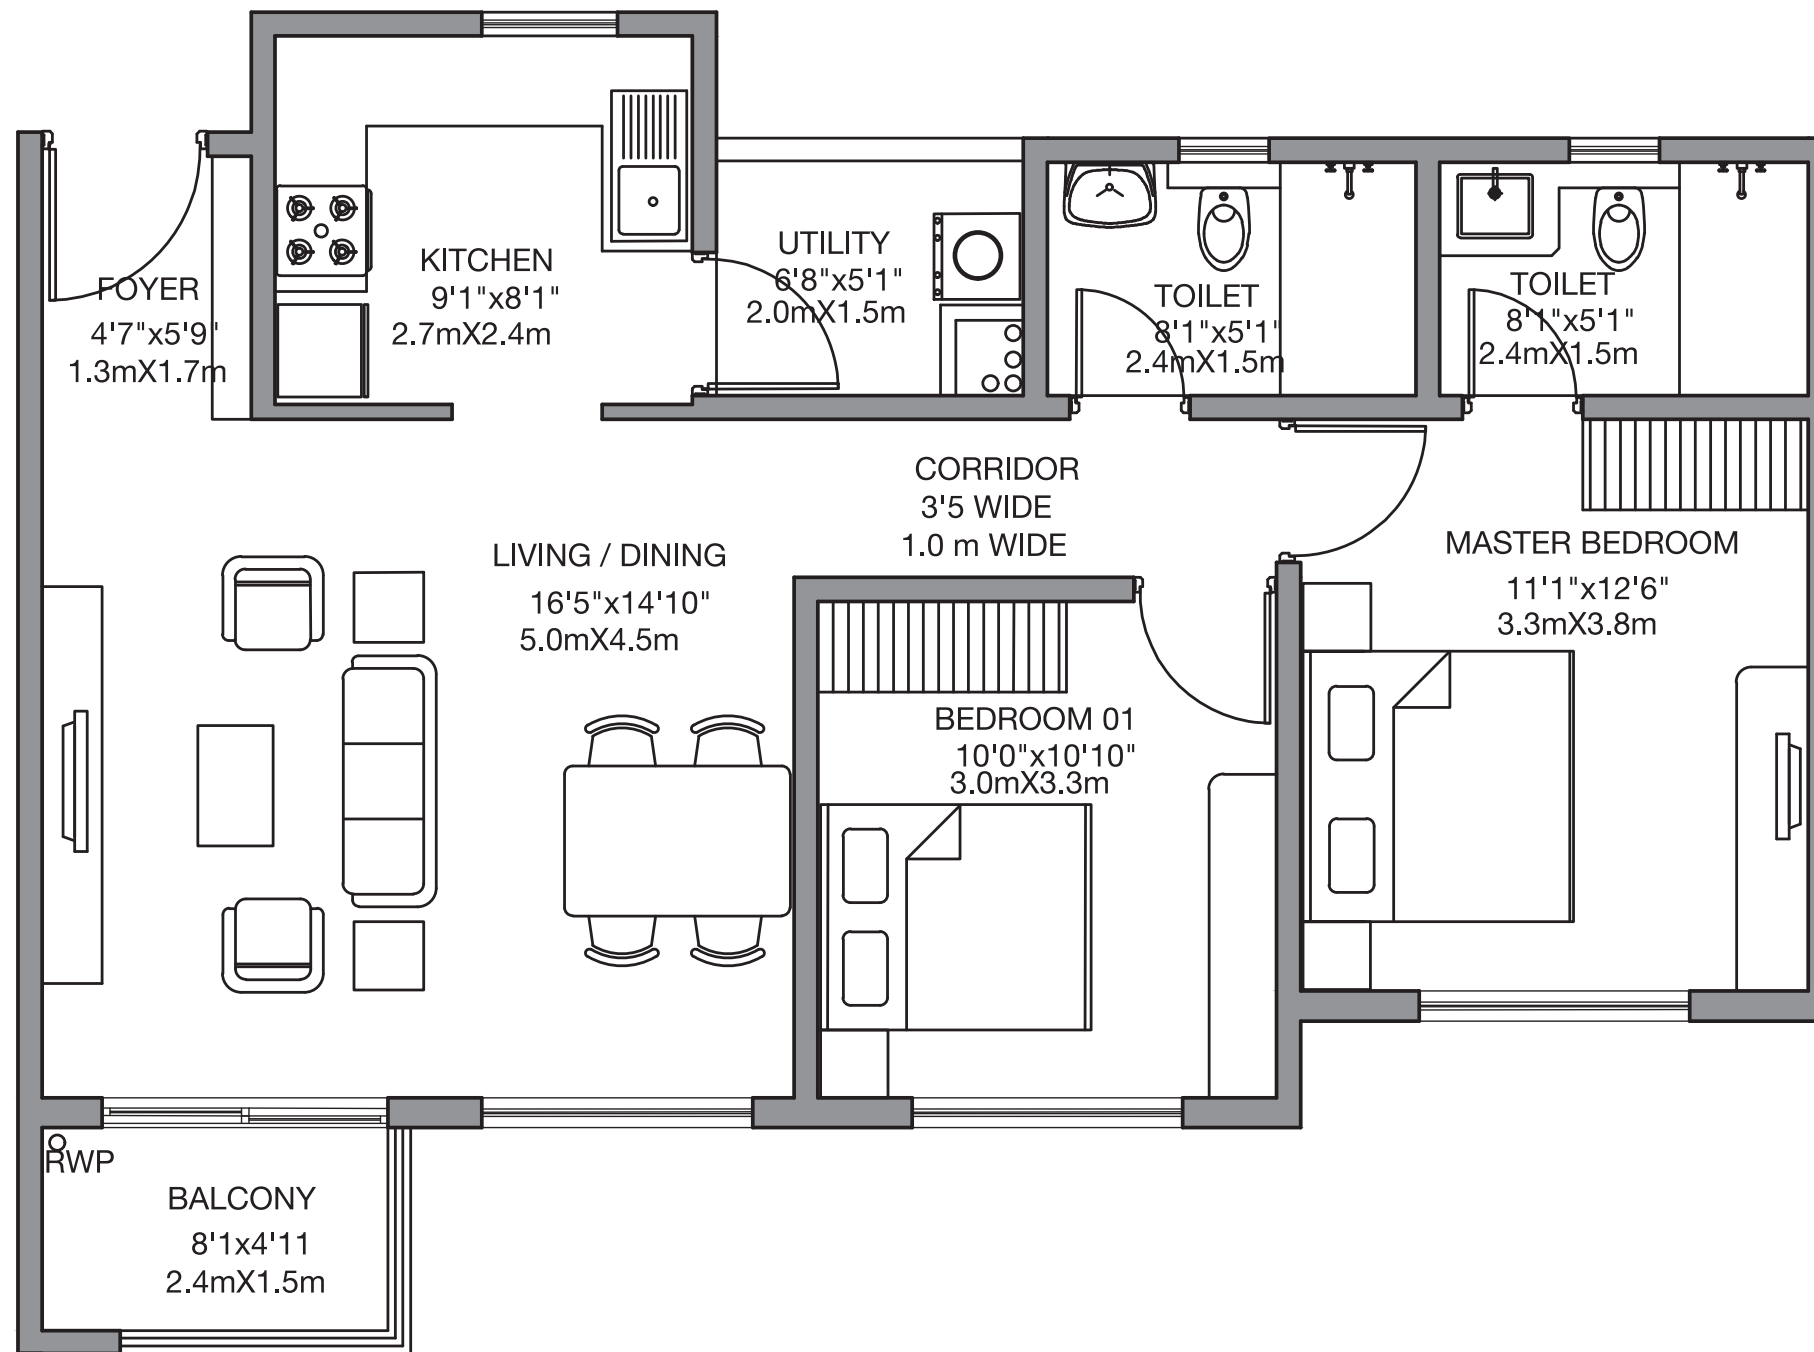 FOYER
4'7"x5'9'
1.3mX1.7m
KITCHEN
9'1"x8'1"
2.7mX2.4m
UTILITY
6'8"x5'1"
2.0mX1.5m
TOILET
8'1"x5'1"
2.4mX1.5m
TOILET
8'1"x5'1"
2.4mX1.5m
CORRIDOR
3'5 WIDE
1.0 m WIDE
LIVING / DINING
16'5"x14'10"
5.0mX4.5m
MASTER BEDROOM
11'1"x12'6"
3.3mX3.8m
BEDROOM 01
10'0"x10'10"
3.0mX3.3m
RWP
BALCONY
8'1x4'11
2.4mX1.5m